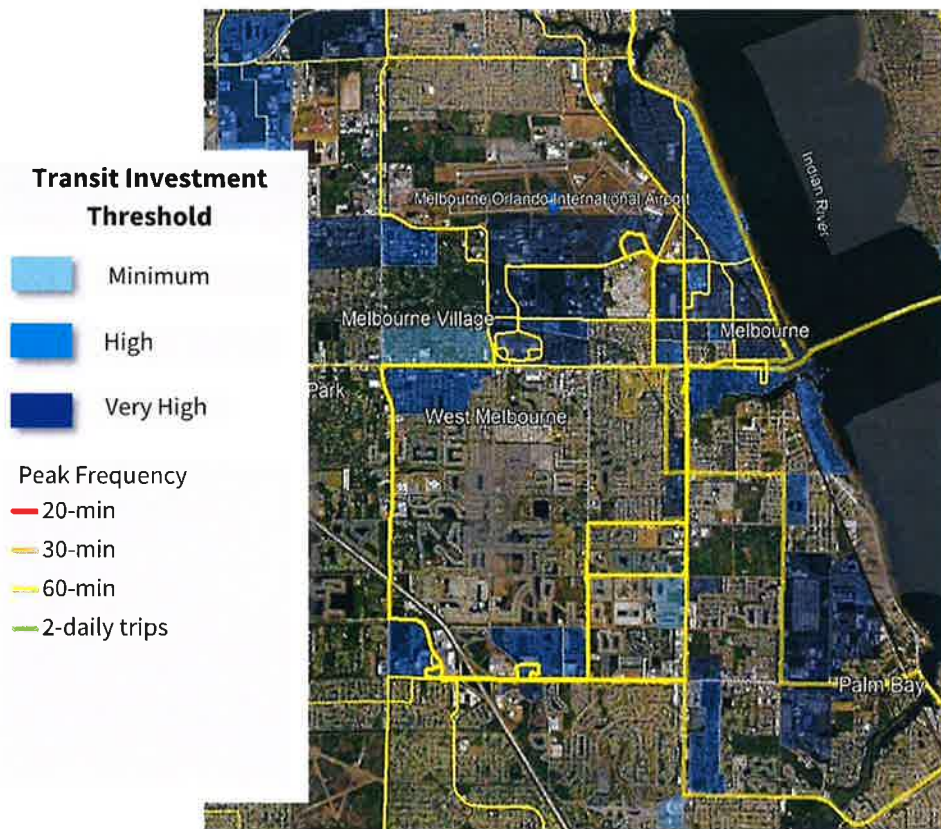 Transit Investment
Threshold
Minimum
High
Very High
Peak Frequency
20-min
30-min
60-min
2-daily trips
Melbourne Orlando International Airport
Indian River
Melbourne Village
Melbourne
Park
West Melbourne
Palm Bay